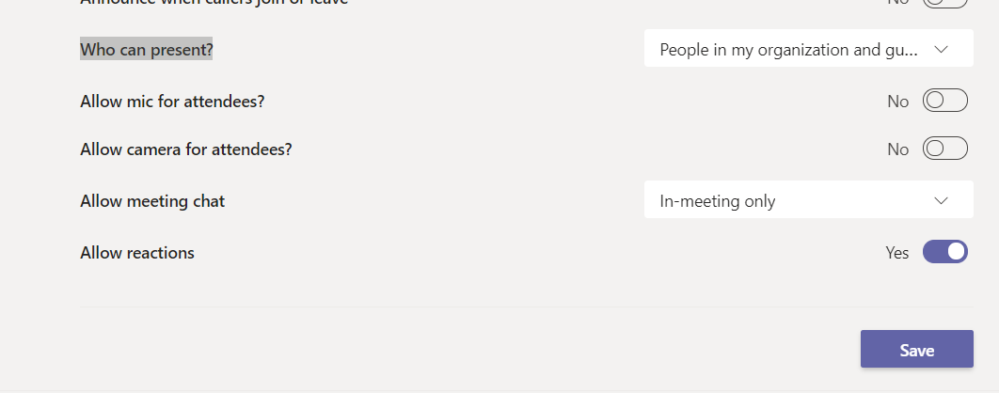 Announce when callers join or leave No
Who can present? People in my organization and gu...
Allow mic for attendees? No
Allow camera for attendees? No
Allow meeting chat In-meeting only
Allow reactions Yes
Save